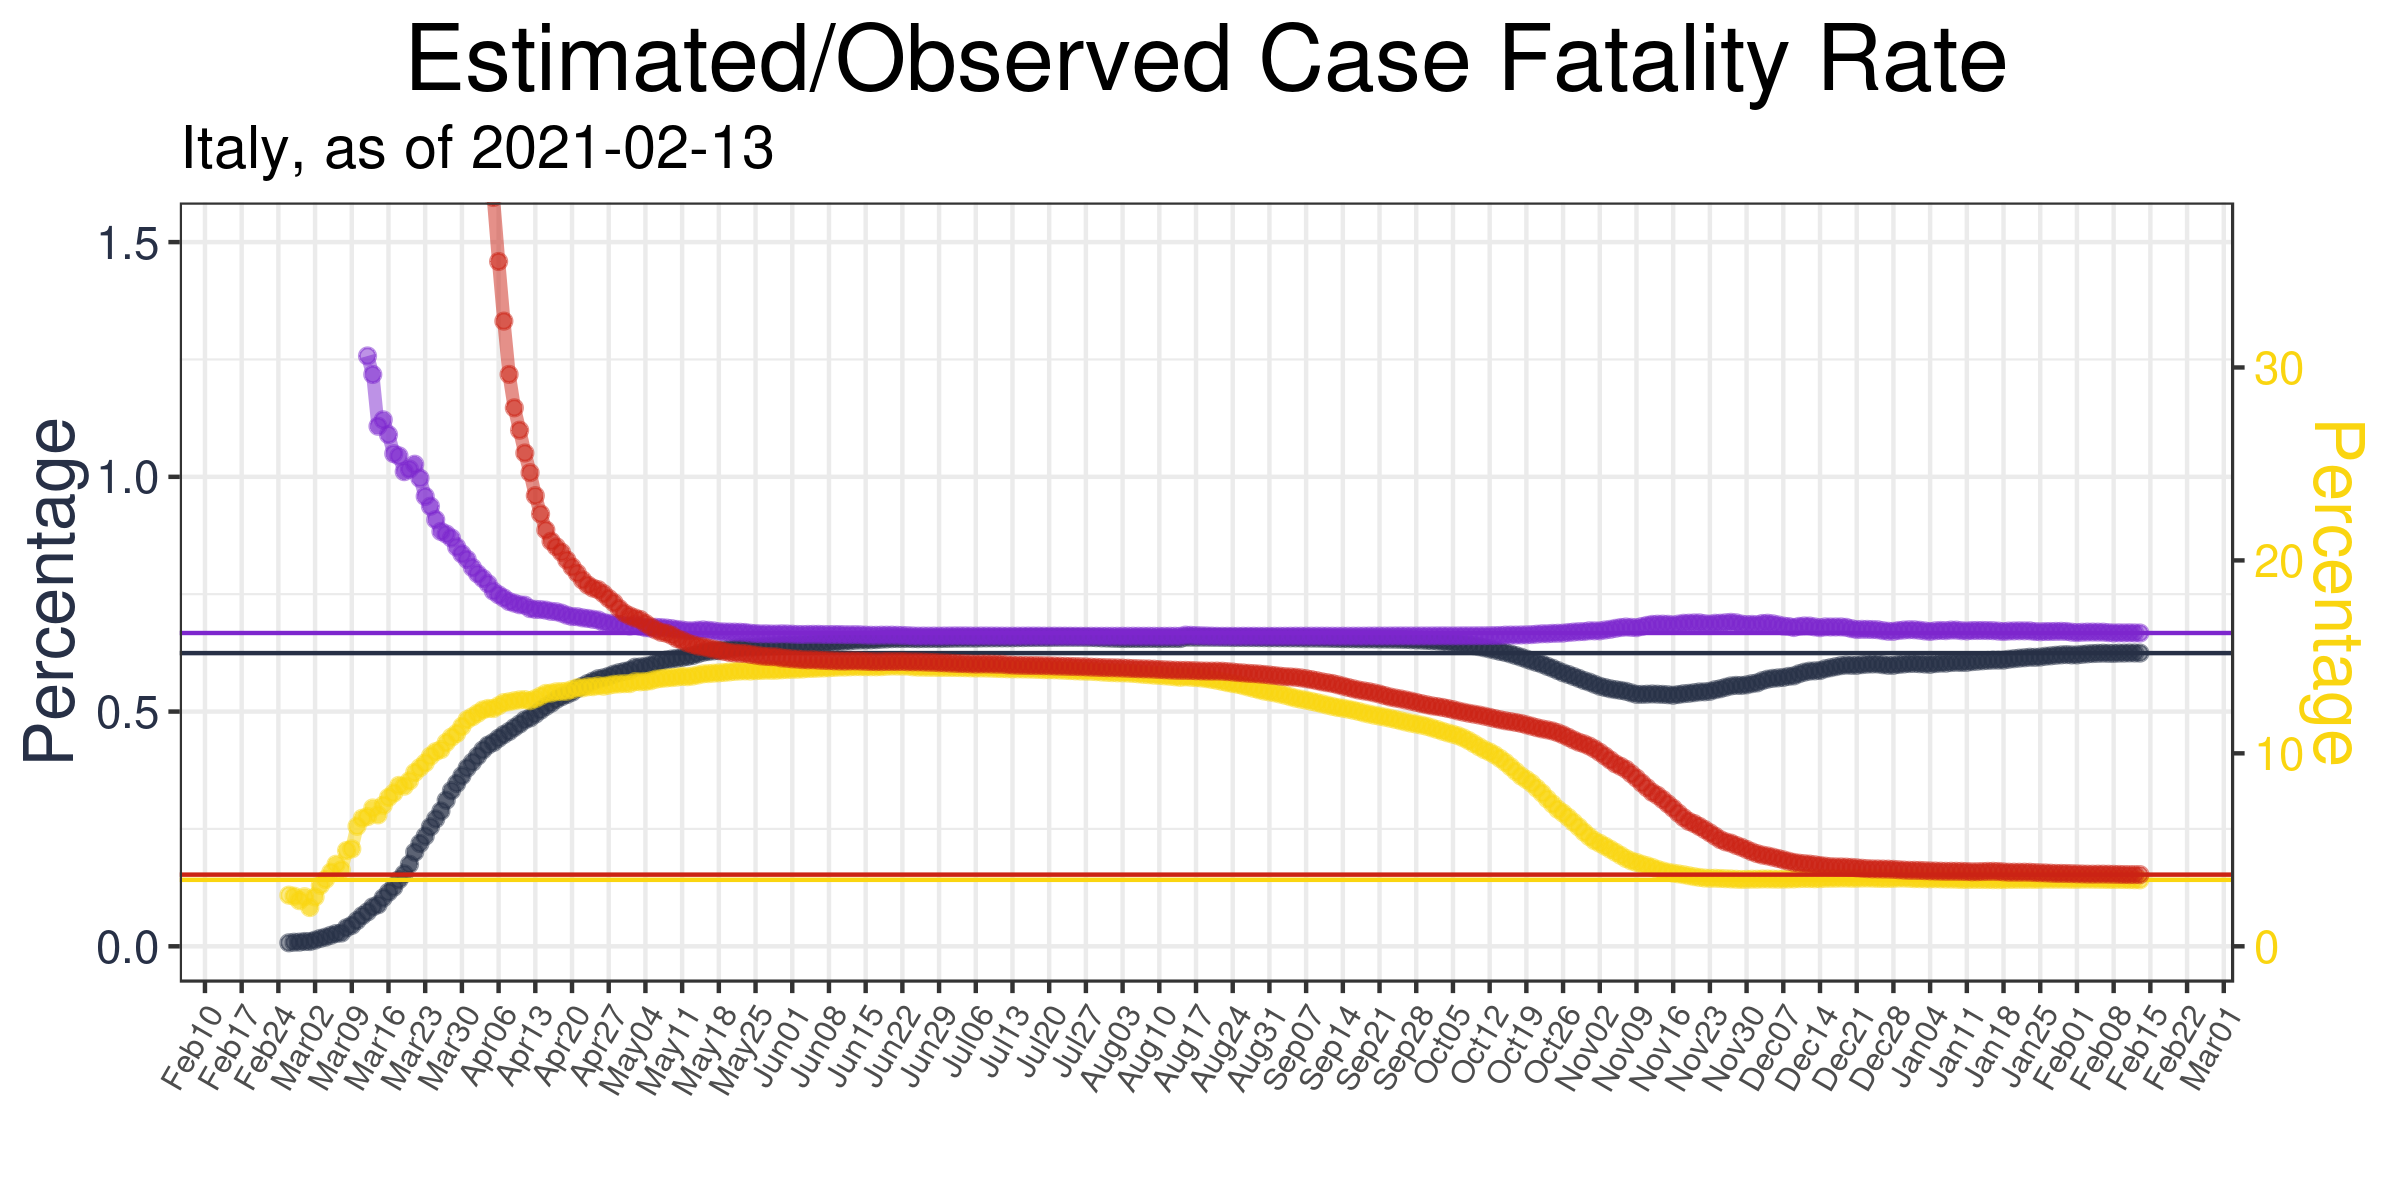 Estimated/Observed Case Fatality Rate
Italy, as of 2021-02-13
Percentage
1.5
1.0
0.5
0.0
30
20
10
0
Percentage
Feb10
Feb17
Feb24
Mar02
Mar09
Mar16
Mar23
Mar30
Apr06
Apr13
Apr20
Apr27
May04
May11
May18
May25
Jun01
Jun08
Jun15
Jun22
Jun29
Jul06
Jul13
Jul20
Jul27
Aug03
Aug10
Aug17
Aug24
Aug31
Sep07
Sep14
Sep21
Sep28
Oct05
Oct12
Oct19
Oct26
Nov02
Nov09
Nov16
Nov23
Nov30
Nov07
Dec14
Dec21
Dec28
Dec04
Jan11
Jan18
Jan25
Feb01
Feb08
Feb15
Feb22
Mar01